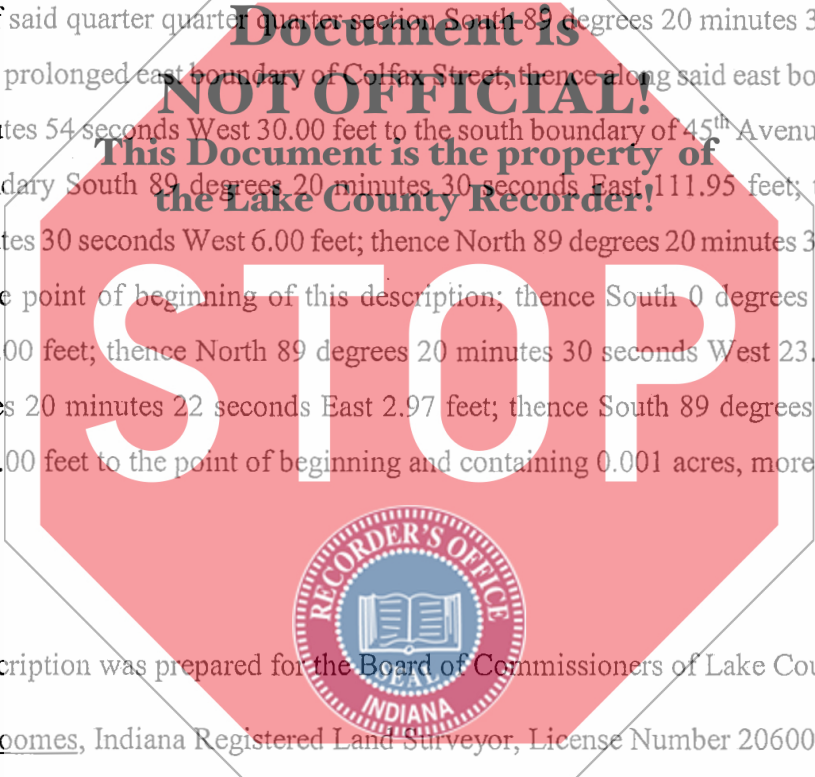 said quarter quarter quarter section South 89 degrees 20 minutes 3
Document is
prolonged east boundary of Colfax Street; thence along said east bo
NOT OFFICIAL!
tes 54 seconds West 30.00 feet to the south boundary of 45th Avenu
This Document is the property of
dary South 89 degrees 20 minutes 30 seconds East 111.95 feet;
the Lake County Recorder!
tes 30 seconds West 6.00 feet; thence North 89 degrees 20 minutes 3
e point of beginning of this description; thence South 0 degrees
.00 feet; thence North 89 degrees 20 minutes 30 seconds West 23.
STOP
s 20 minutes 22 seconds East 2.97 feet; thence South 89 degrees
.00 feet to the point of beginning and containing 0.001 acres, more
RECORDER'S OFFICE
cription was prepared for the Board of Commissioners of Lake Cou
SEAL
INDIANA
oomes, Indiana Registered Land Surveyor, License Number 20600